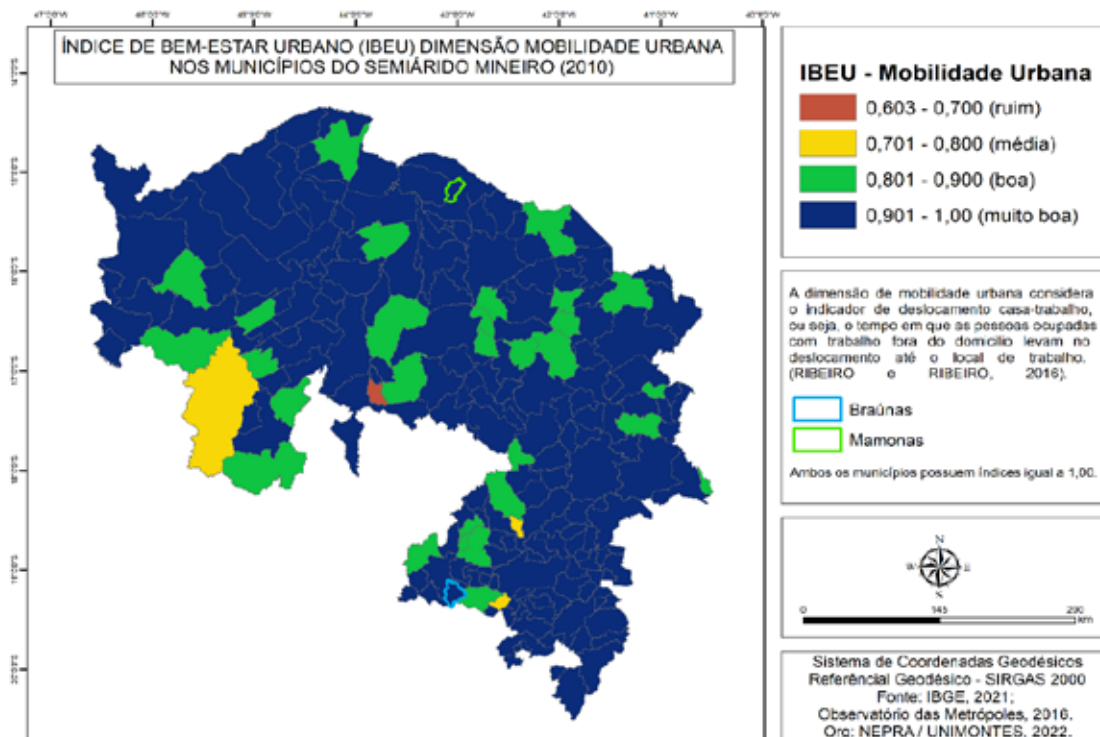 ÍNDICE DE BEM-ESTAR URBANO (IBEU) DIMENSÃO MOBILIDADE URBANA
NOS MUNICÍPIOS DO SEMIÁRIDO MINEIRO (2010)
IBEU - Mobilidade Urbana
0,603 - 0,700 (ruim)
0,701 - 0,800 (média)
0,801 - 0,900 (boa)
0,901 - 1,00 (muito boa)
A dimensão de mobilidade urbana considera
o indicador de deslocamento casa-trabalho,
ou seja, o tempo em que as pessoas ocupadas
com trabalho fora do domicílio levam no
deslocamento até o local de trabalho.
(RIBEIRO e RIBEIRO, 2016).
Braúnas
Mamonas
Ambos os municípios possuem índices igual a 1,00.
N
W
E
S
0 145 290
km
Sistema de Coordenadas Geodésicos
Referêncial Geodésico - SIRGAS 2000
Fonte: IBGE, 2021;
Observatório das Metrópoles, 2016.
Org: NEPRA / UNIMONTES, 2022.